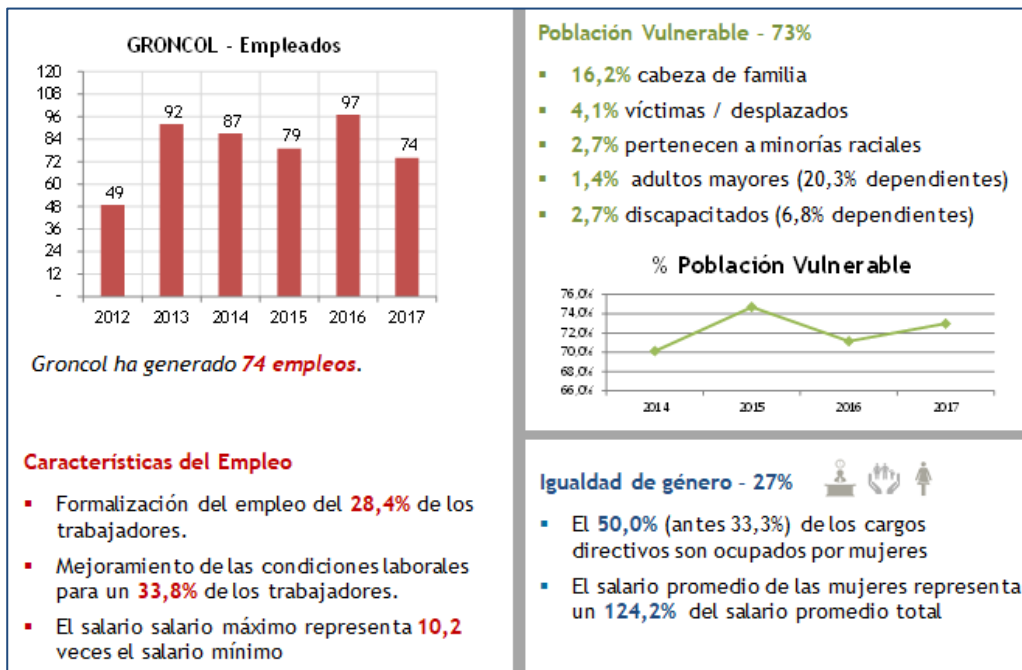 GRONCOL - Empleados
120
108
96
84
72
60
48
36
24
12
-
49
92
87
79
97
74
2012 2013 2014 2015 2016 2017
Groncol ha generado 74 empleos.
Características del Empleo
▪ Formalización del empleo del 28,4% de los
trabajadores.
▪ Mejoramiento de las condiciones laborales
para un 33,8% de los trabajadores.
▪ El salario salario máximo representa 10,2
veces el salario mínimo
Población Vulnerable - 73%
▪ 16,2% cabeza de familia
▪ 4,1% víctimas / desplazados
▪ 2,7% pertenecen a minorías raciales
▪ 1,4% adultos mayores (20,3% dependientes)
▪ 2,7% discapacitados (6,8% dependientes)
% Población Vulnerable
76,0%
74,0%
72,0%
70,0%
68,0%
66,0%
2014 2015 2016 2017
Igualdad de género - 27%
▪ El 50,0% (antes 33,3%) de los cargos
directivos son ocupados por mujeres
▪ El salario promedio de las mujeres representa
un 124,2% del salario promedio total